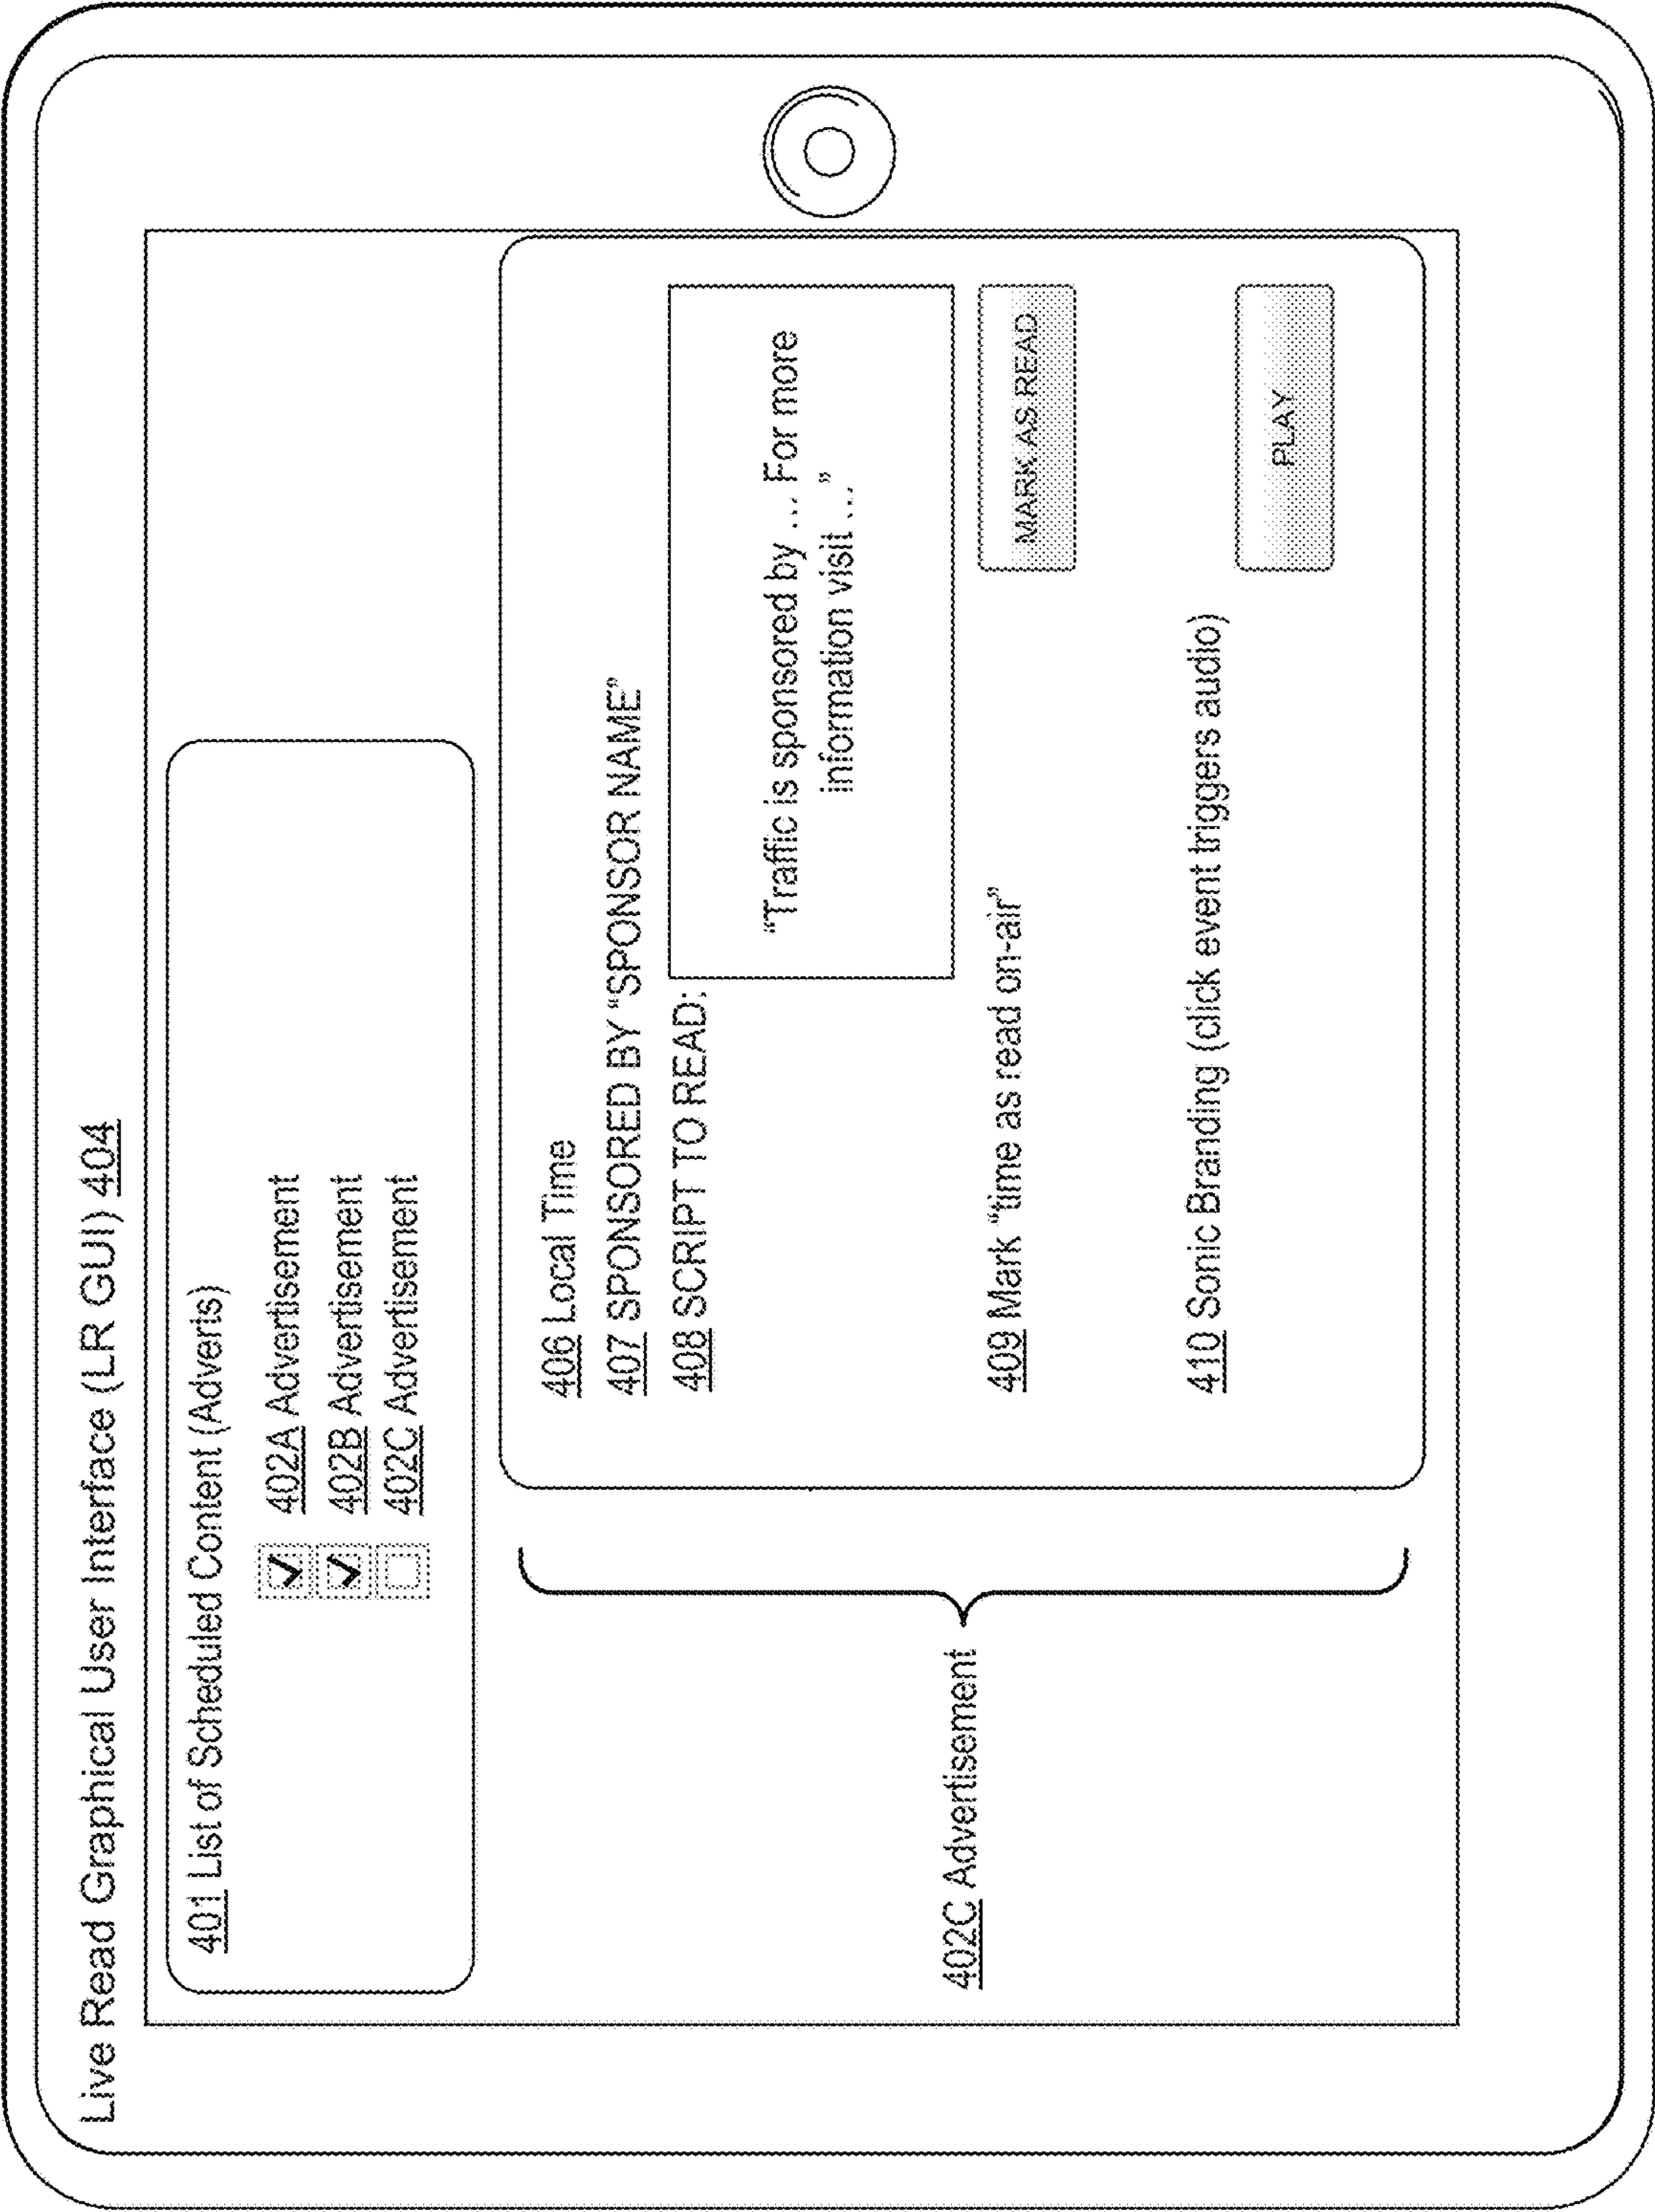 Live Read Graphical User Interface (LR GUI) 404
401 List of Scheduled Content (Adverts)
402A Advertisement
402B Advertisement
402C Advertisement
402C Advertisement
406 Local Time
407 SPONSORED BY “SPONSOR NAME”
408 SCRIPT TO READ:
“Traffic is sponsored by ... For more
information visit ...”
409 Mark “time as read on-air”
MARK AS READ
410 Sonic Branding (click event triggers audio)
PLAY